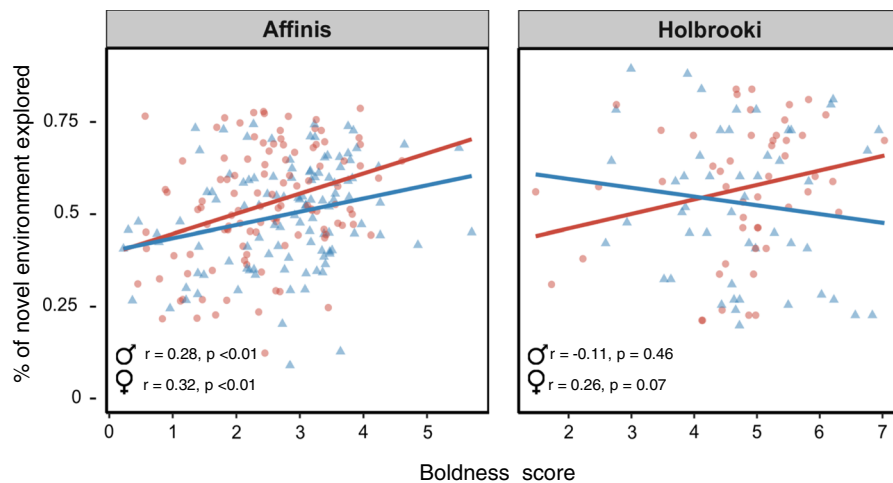 Affinis
Holbrooki
% of novel environment explored
0.75
0.5
0.25
0
♂ r = 0.28, p <0.01
♀ r = 0.32, p <0.01
♂ r = -0.11, p = 0.46
♀ r = 0.26, p = 0.07
0 1 2 3 4 5
2 3 4 5 6 7
Boldness score